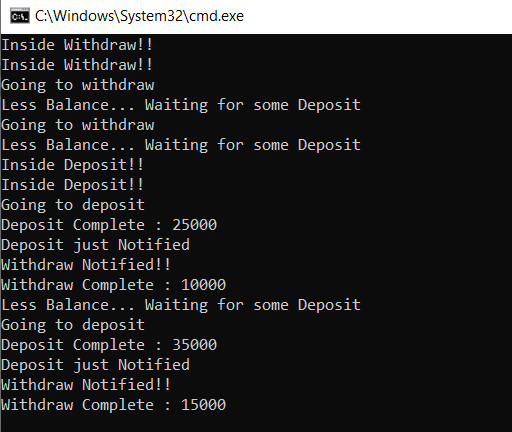 C:\Windows\System32\cmd.exe
Inside Withdraw!!
Inside Withdraw!!
Going to withdraw
Less Balance... Waiting for some Deposit
Going to withdraw
Less Balance... Waiting for some Deposit
Inside Deposit!!
Inside Deposit!!
Going to deposit
Deposit Complete : 25000
Deposit just Notified
Withdraw Notified!!
Withdraw Complete : 10000
Less Balance... Waiting for some Deposit
Going to deposit
Deposit Complete : 35000
Deposit just Notified
Withdraw Notified!!
Withdraw Complete : 15000